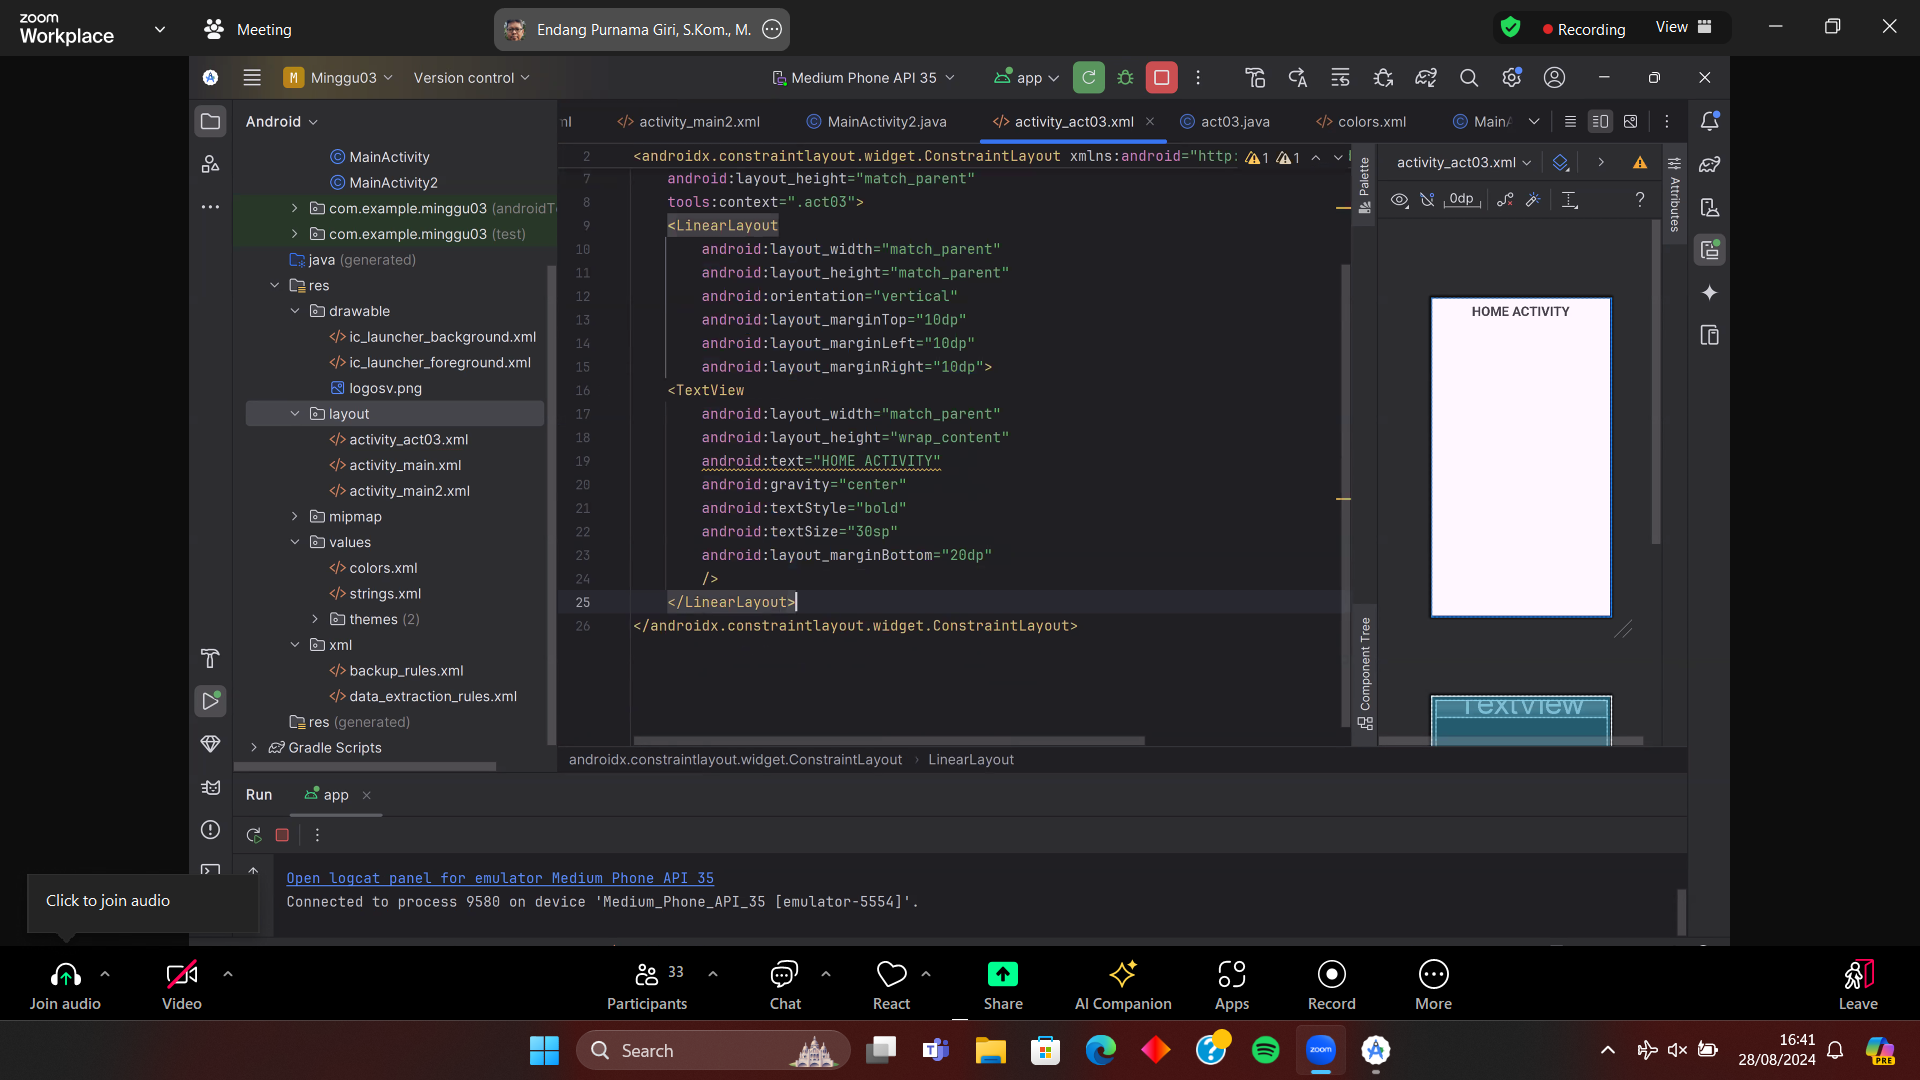 zoom
Workplace
Meeting
Endang Purnama Giri, S.Kom., M.
Recording
View
M Minggu03
Version control
Medium Phone API 35
app
Android
ml
activity_main2.xml
MainActivity2.java
activity_act03.xml
act03.java
colors.xml
MainA
MainActivity
MainActivity2
com.example.minggu03 (androidTe
com.example.minggu03 (test)
java (generated)
res
drawable
ic_launcher_background.xml
ic_launcher_foreground.xml
logosv.png
layout
activity_act03.xml
activity_main.xml
activity_main2.xml
mipmap
values
colors.xml
strings.xml
themes (2)
xml
backup_rules.xml
data_extraction_rules.xml
res (generated)
Gradle Scripts
2 <androidx.constraintlayout.widget.ConstraintLayout xmlns:android="http: 1 1
7 android:layout_height="match_parent"
8 tools:context=".act03">
9 <LinearLayout
10 android:layout_width="match_parent"
11 android:layout_height="match_parent"
12 android:orientation="vertical"
13 android:layout_marginTop="10dp"
14 android:layout_marginLeft="10dp"
15 android:layout_marginRight="10dp">
16 <TextView
17 android:layout_width="match_parent"
18 android:layout_height="wrap_content"
19 android:text="HOME ACTIVITY"
20 android:gravity="center"
21 android:textStyle="bold"
22 android:textSize="30sp"
23 android:layout_marginBottom="20dp"
24 />
25 </LinearLayout>
26 </androidx.constraintlayout.widget.ConstraintLayout>
androidx.constraintlayout.widget.ConstraintLayout › LinearLayout
Palette
Component Tree
activity_act03.xml
0dp
?
Attributes
HOME ACTIVITY
TextView
Run
app
Open logcat panel for emulator Medium Phone API 35
Connected to process 9580 on device 'Medium_Phone_API_35 [emulator-5554]'.
Click to join audio
Join audio
Video
Participants
33
Chat
React
Share
AI Companion
Apps
Record
More
Leave
Search
zoom
16:41
28/08/2024
PRE